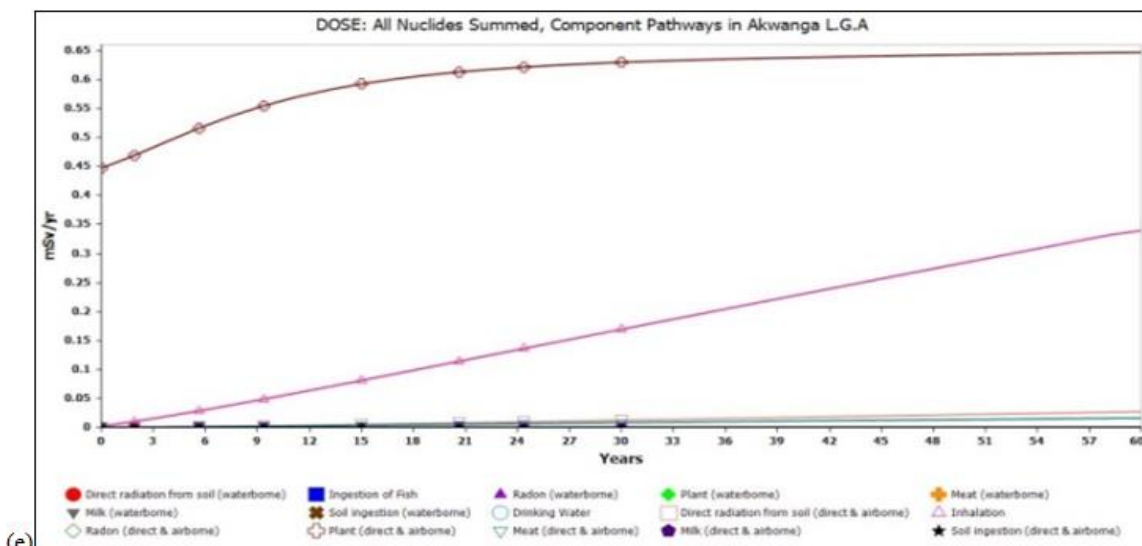 DOSE: All Nuclides Summed, Component Pathways in Akwanga L.G.A
0.65
0.6
0.55
0.5
0.45
0.4
0.35
0.3
0.25
0.2
0.15
0.1
0.05
0
mSv/yr
0 3 6 9 12 15 18 21 24 27 30 33 36 39 42 45 48 51 54 57 60
Years
Direct radiation from soil (waterborne) Ingestion of Fish Radon (waterborne) Plant (waterborne) Meat (waterborne)
Milk (waterborne) Soil ingestion (waterborne) Drinking Water Direct radiation from soil (direct & airborne) Inhalation
Radon (direct & airborne) Plant (direct & airborne) Meat (direct & airborne) Milk (direct & airborne) Soil ingestion (direct & airborne)
(e)